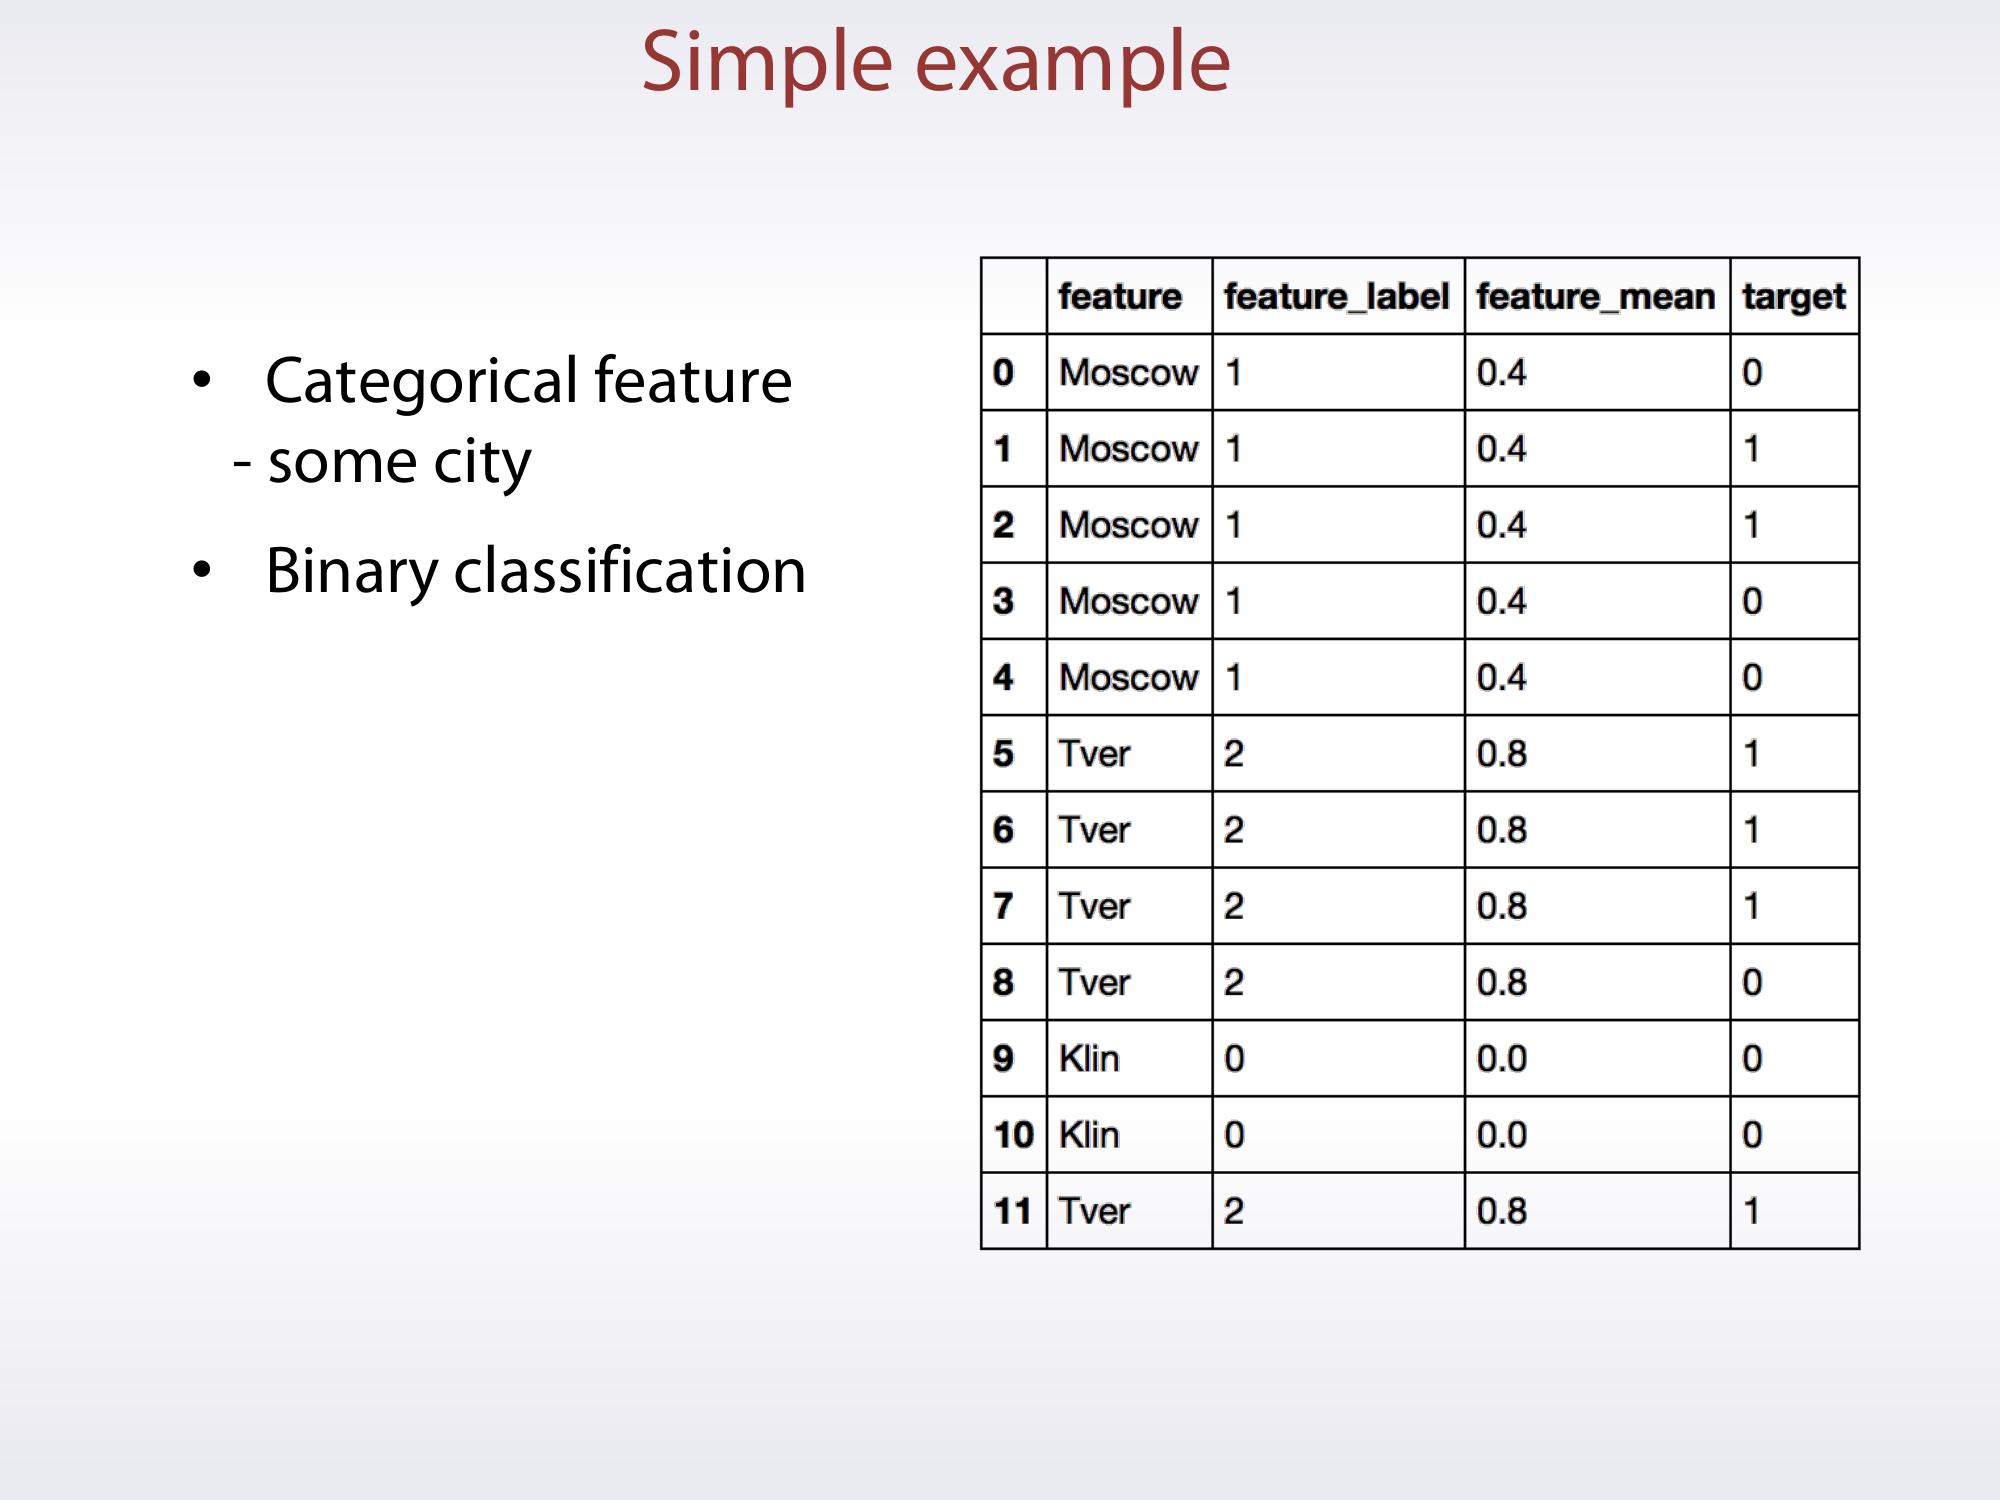 Simple example
• Categorical feature
- some city
• Binary classification
feature feature_label feature_mean target
0 Moscow 1 0.4 0
1 Moscow 1 0.4 1
2 Moscow 1 0.4 1
3 Moscow 1 0.4 0
4 Moscow 1 0.4 0
5 Tver 2 0.8 1
6 Tver 2 0.8 1
7 Tver 2 0.8 1
8 Tver 2 0.8 0
9 Klin 0 0.0 0
10 Klin 0 0.0 0
11 Tver 2 0.8 1